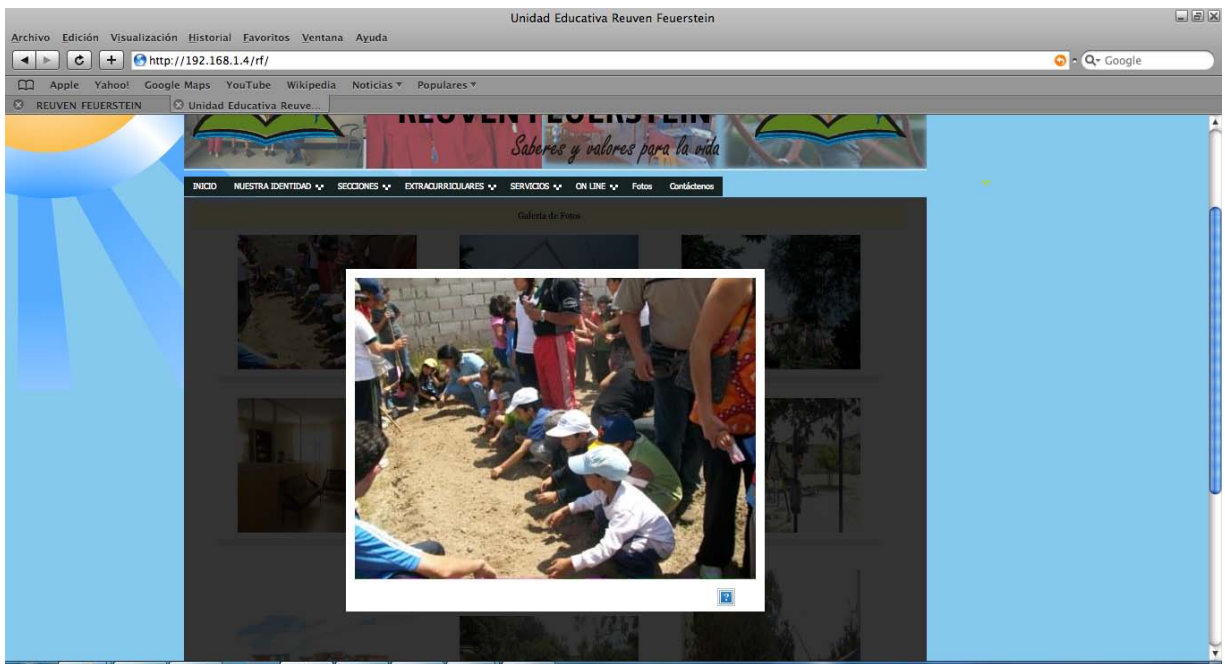 Unidad Educativa Reuven Feuerstein
Archivo Edición Visualización Historial Favoritos Ventana Ayuda
http://192.168.1.4/rf/
Google
Apple Yahoo! Google Maps YouTube Wikipedia Noticias Populares
REUVEN FEUERSTEIN Unidad Educativa Reuve...
REUVEN FEUERSTEIN
Saberes y valores para la vida
INICIO NUESTRA IDENTIDAD SECCIONES EXTRACURRICULARES SERVICIOS ON LINE Fotos Contáctenos
Galería de Fotos
?